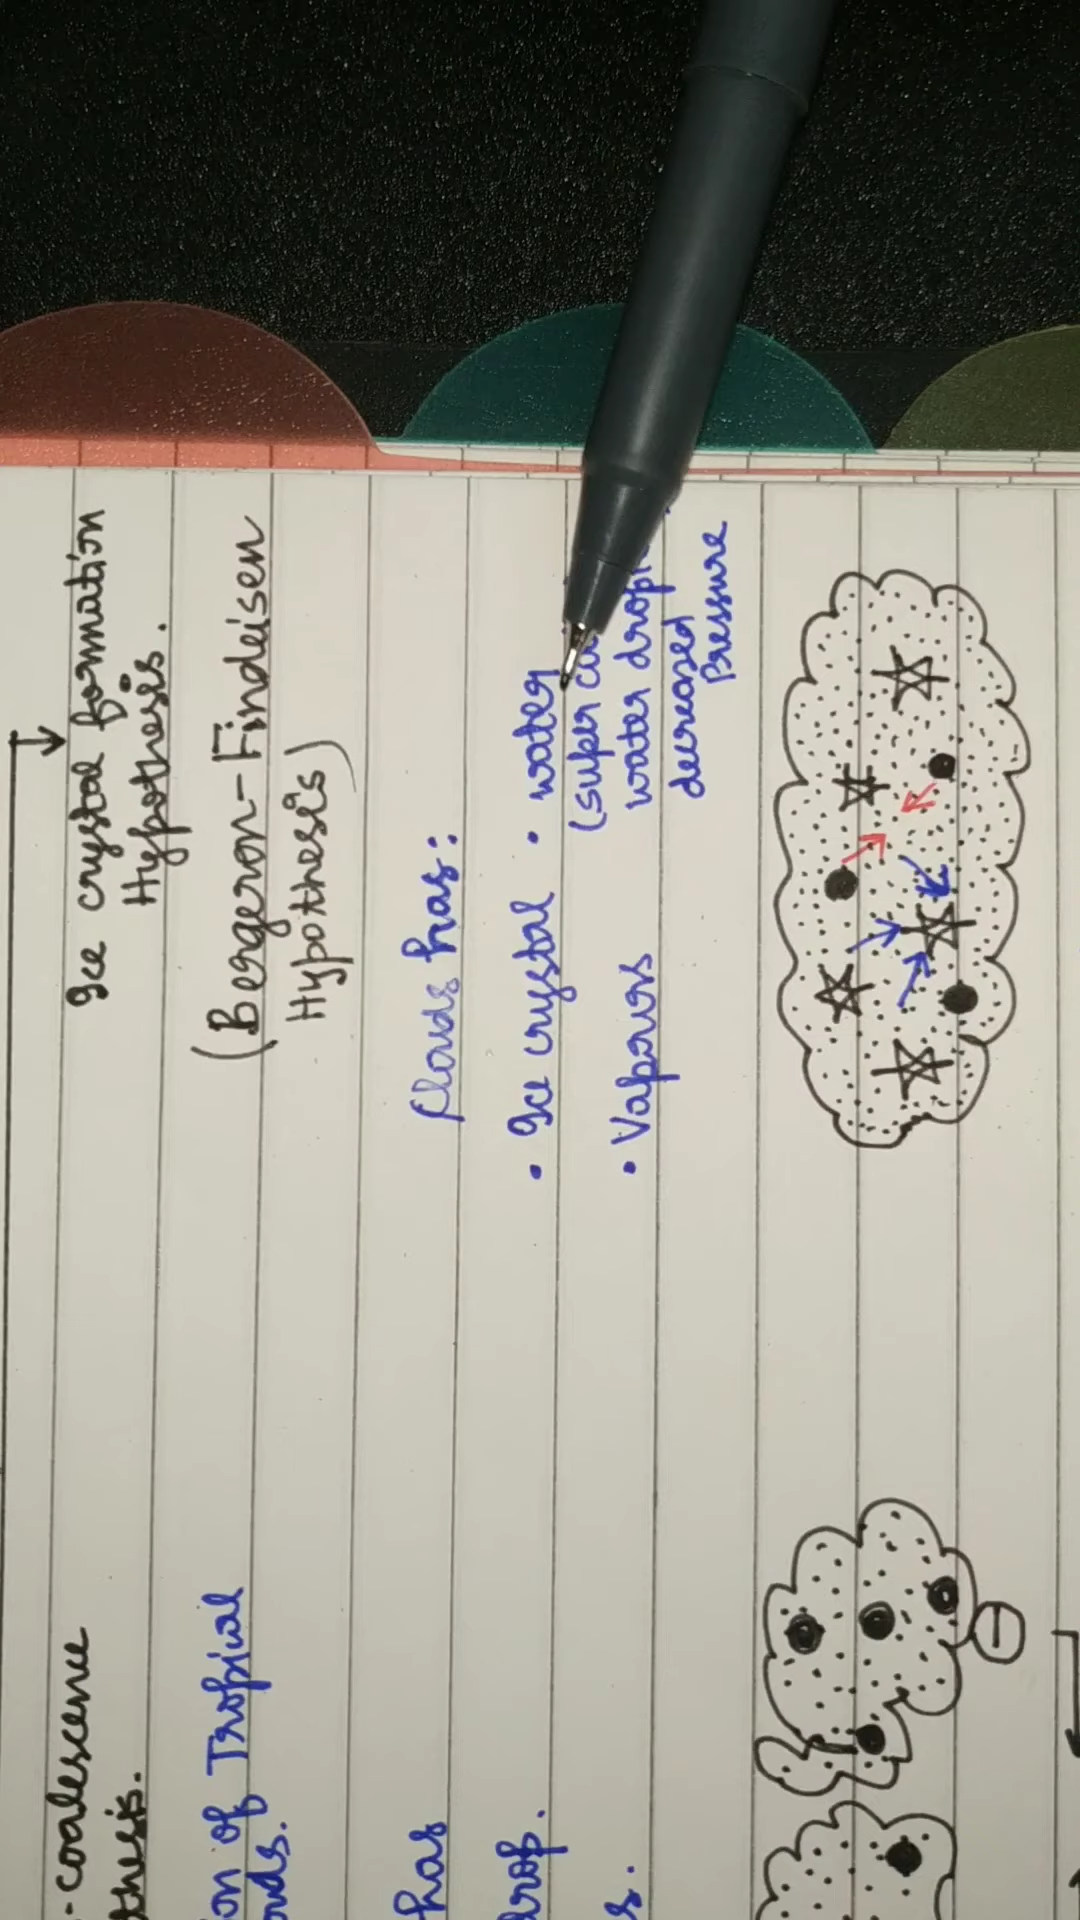 Ice crystal formation
Hypothesis.
(Bergeron-Findeisen
Hypothesis)
Clouds has:
• Ice crystal • water
(super
• Vapours water
decreased
Pressure
-coalescence
thesis.
on of Tropical
ouds.
has
drop.
s.